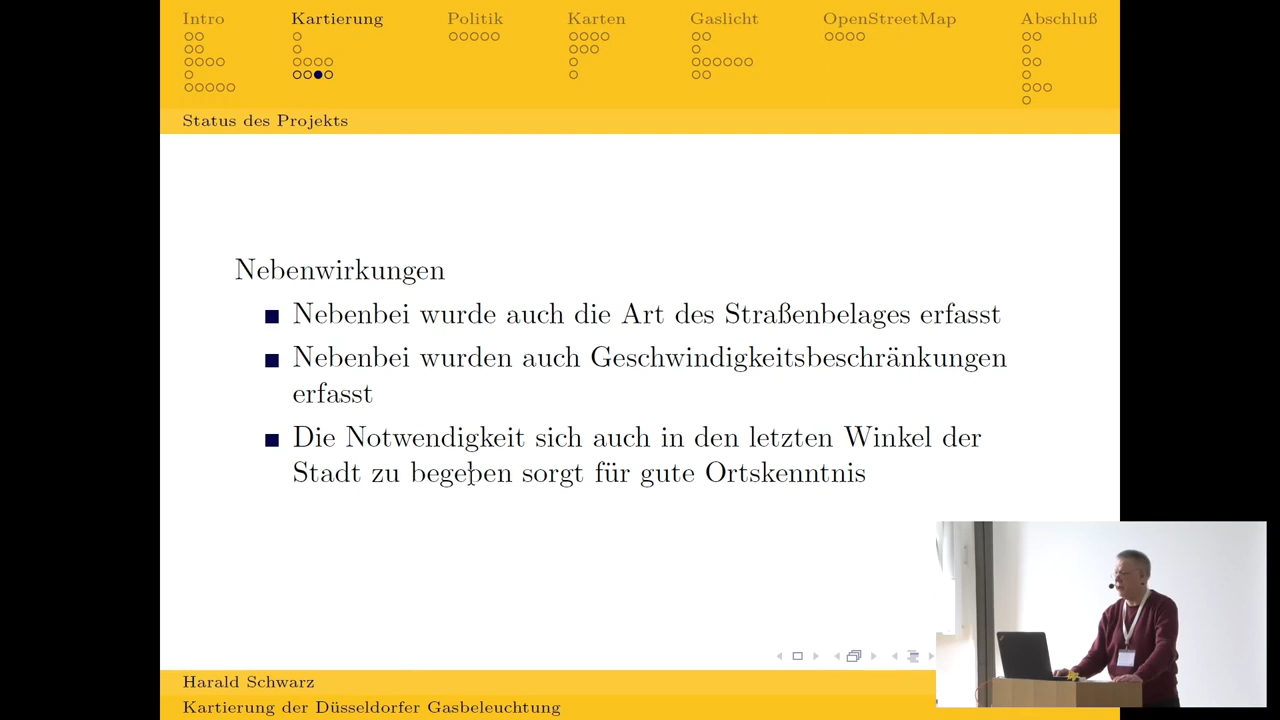 Intro
Kartierung
Politik
Karten
Gaslicht
OpenStreetMap
Abschluß
Status des Projekts
Nebenwirkungen
Nebenbei wurde auch die Art des Straßenbelages erfasst
Nebenbei wurden auch Geschwindigkeitsbeschränkungen
erfasst
Die Notwendigkeit sich auch in den letzten Winkel der
Stadt zu begeben sorgt für gute Ortskenntnis
Harald Schwarz
Kartierung der Düsseldorfer Gasbeleuchtung